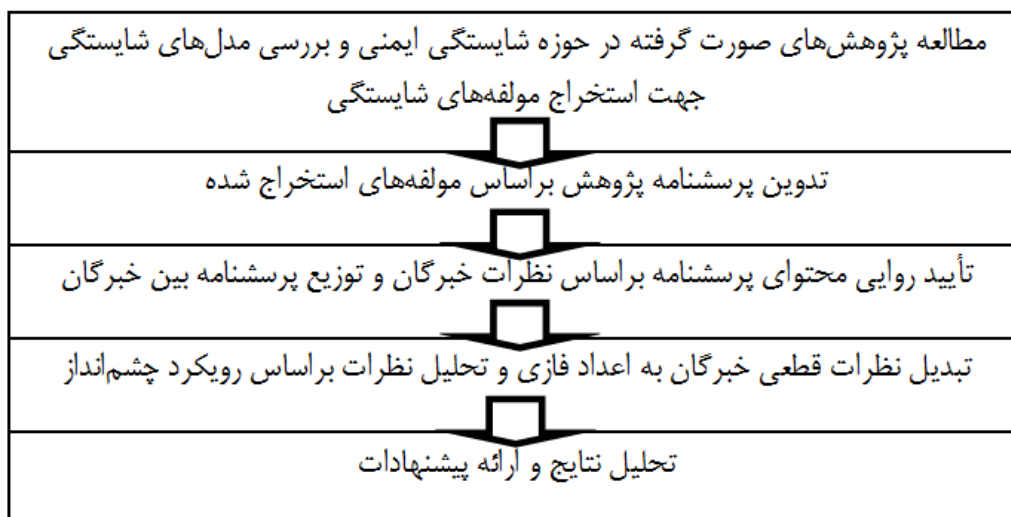 مطالعه پژوهش‌های صورت گرفته در حوزه شایستگی ایمنی و بررسی مدل‌های شایستگی
جهت استخراج مولفه‌های شایستگی
تدوین پرسشنامه پژوهش براساس مولفه‌های استخراج شده
تأیید روایی محتوای پرسشنامه براساس نظرات خبرگان و توزیع پرسشنامه بین خبرگان
تبدیل نظرات قطعی خبرگان به اعداد فازی و تحلیل نظرات براساس رویکرد چشم‌انداز
تحلیل نتایج و ارائه پیشنهادات